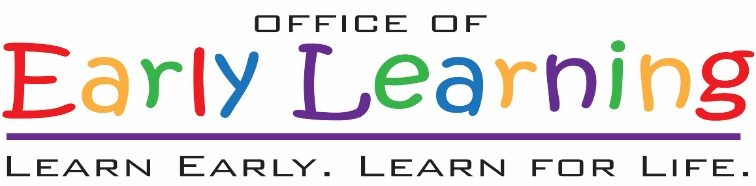 OFFICE OF
Early Learning
LEARN EARLY. LEARN FOR LIFE.